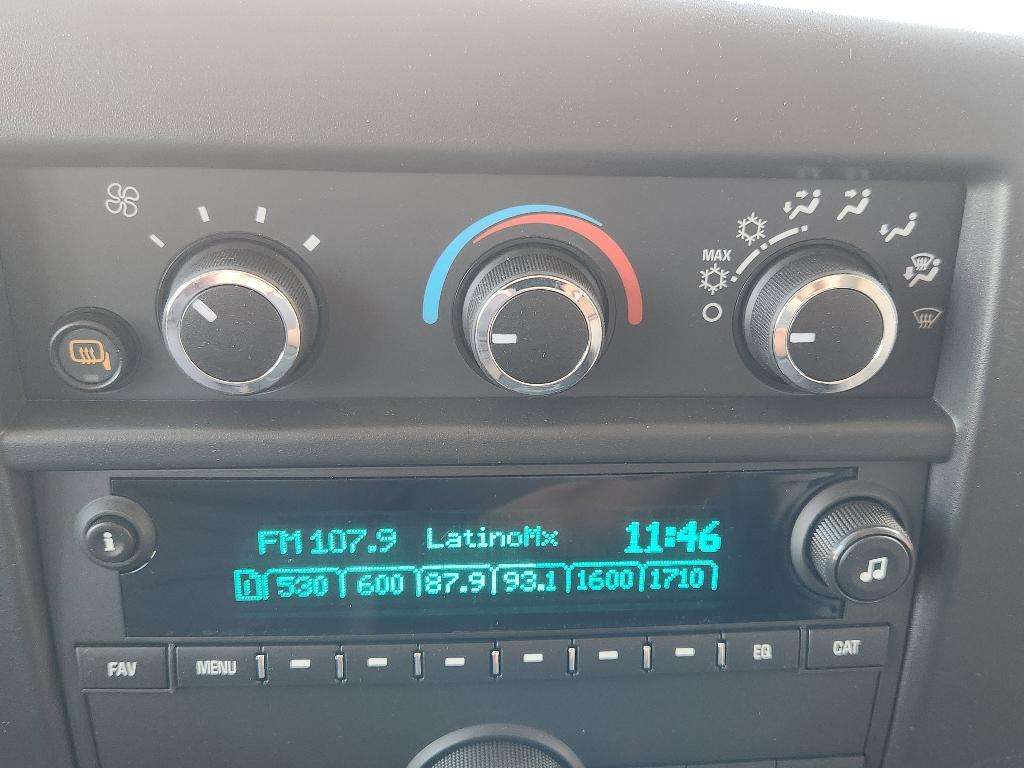 MAX
FM 107.9 LatinoMx 11:46
530 600 87.9 93.1 1600 1710
i
FAV MENU EQ CAT